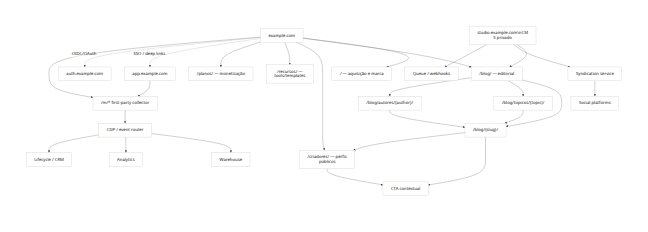 example.com
studio.example.com/CM
S privado
OIDC/OAuth
SSO / deep links
auth.example.com
app.example.com
/planos/ — monetização
/recursos/ —
tools/templates
/ — aquisição e marca
Queue / webhooks
/blog/ — editorial
Syndication service
/m/* first-party collector
/blog/autores/{author}/
/blog/topicos/{topic}/
Social platforms
CDP / event router
/blog/{slug}/
Lifecycle / CRM
Analytics
Warehouse
/criadores/ — perfis
públicos
CTA contextual